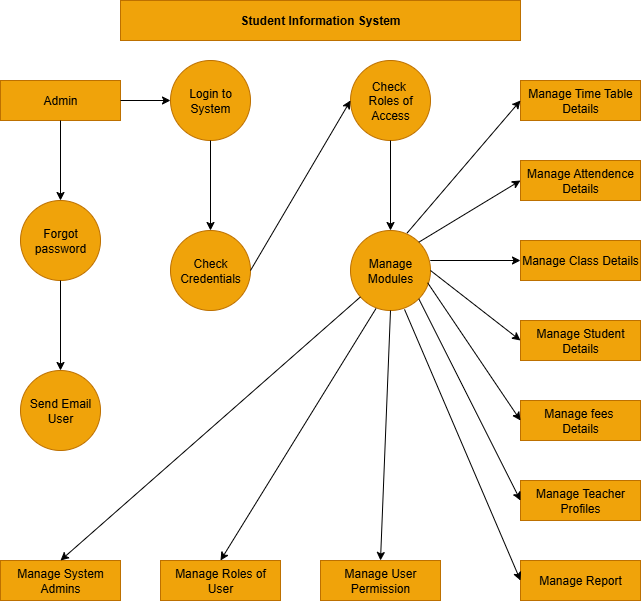 Student Information System
Admin
Login to
System
Check
Roles of
Access
Manage Time Table
Details
Manage Attendence
Details
Forgot
password
Check
Credentials
Manage
Modules
Manage Class Details
Manage Student
Details
Send Email
User
Manage fees
Details
Manage Teacher
Profiles
Manage System
Admins
Manage Roles of
User
Manage User
Permission
Manage Report